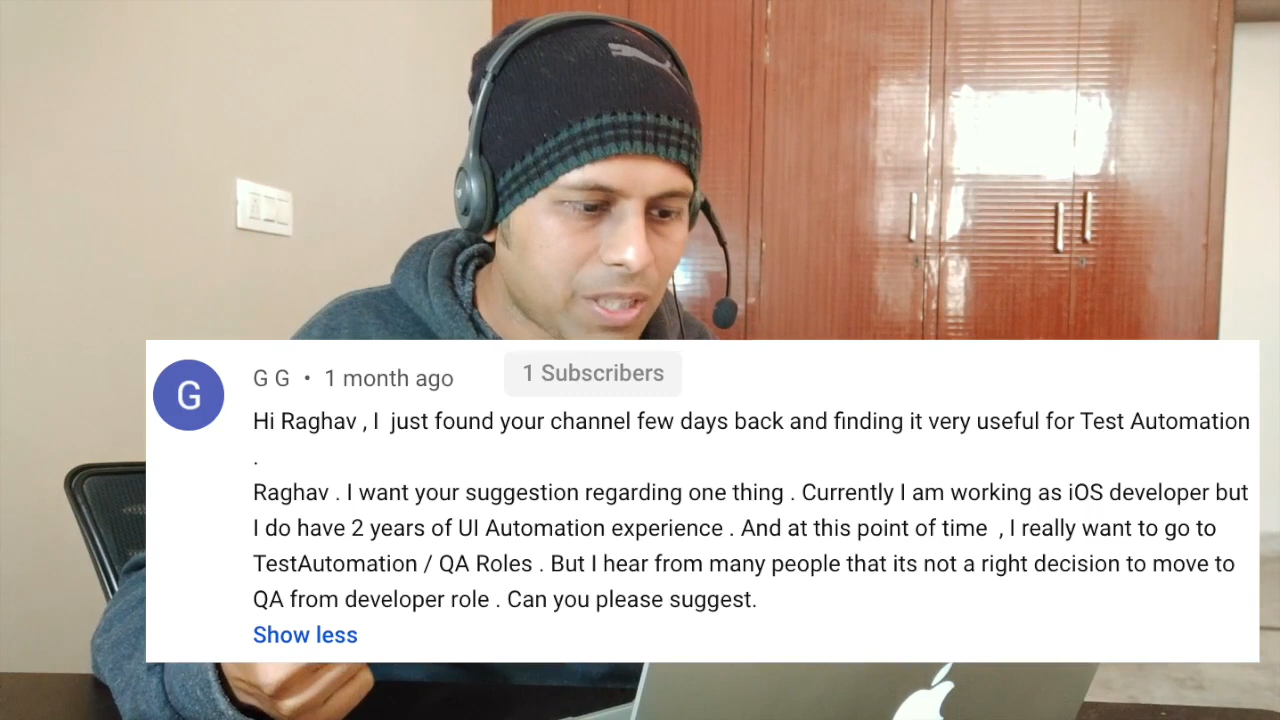 G
G G • 1 month ago
1 Subscribers
Hi Raghav , I just found your channel few days back and finding it very useful for Test Automation
.
Raghav . I want your suggestion regarding one thing . Currently I am working as iOS developer but
I do have 2 years of UI Automation experience . And at this point of time , I really want to go to
TestAutomation / QA Roles . But I hear from many people that its not a right decision to move to
QA from developer role . Can you please suggest.
Show less